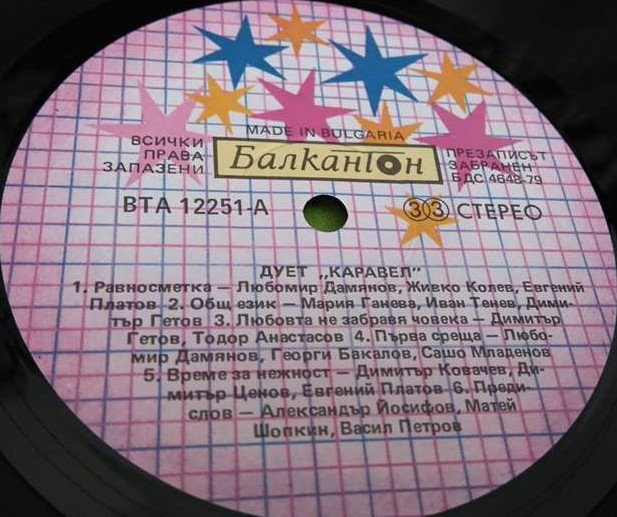 MADE IN BULGARIA
ВСИЧКИ
ПРАВА
ЗАПАЗЕНИ
Балкантон
ПРЕЗАПИСЪТ
ЗАБРАНЕН
БДС 4648-79
ВТА 12251-А
33 СТЕРЕО
ДУЕТ „КАРАВЕЛ"
1. Равносметка – Любомир Дамянов, Живко Колев, Евгений
Платов 2. Общ език – Мария Ганева, Иван Тенев, Дими-
тър Гетов 3. Любовта не забравя човека – Димитър
Гетов, Тодор Анастасов 4. Първа среща – Любо-
мир Дамянов, Георги Бакалов, Сашо Младенов
5. Време за нежност – Димитър Ковачев, Ди-
митър Ценов, Евгений Платов 6. Преди-
слов – Александър Йосифов, Матей
Шопкин, Васил Петров